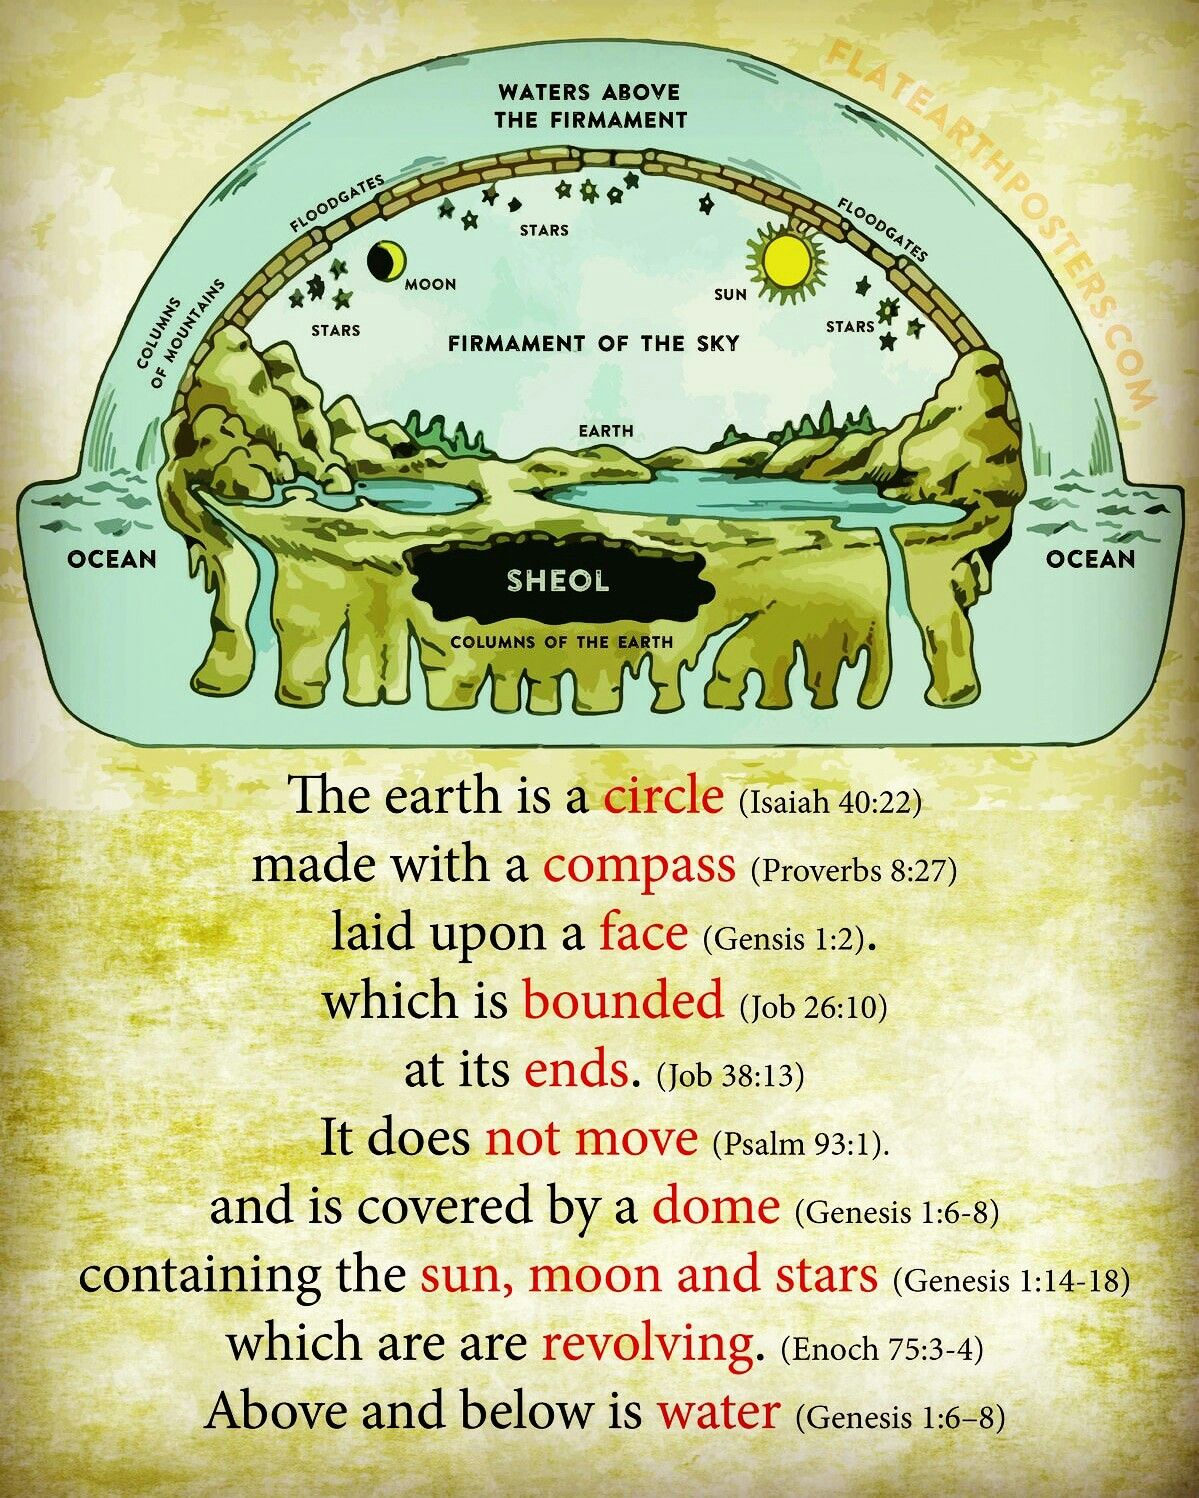 FLATEARTHPOSTERS.COM
WATERS ABOVE
THE FIRMAMENT
FLOODGATES
FLOODGATES
STARS
MOON
SUN
COLUMNS
OF MOUNTAINS
STARS
STARS
FIRMAMENT OF THE SKY
EARTH
OCEAN
OCEAN
SHEOL
COLUMNS OF THE EARTH
The earth is a circle (Isaiah 40:22)
made with a compass (Proverbs 8:27)
laid upon a face (Gensis 1:2).
which is bounded (Job 26:10)
at its ends. (Job 38:13)
It does not move (Psalm 93:1).
and is covered by a dome (Genesis 1:6-8)
containing the sun, moon and stars (Genesis 1:14-18)
which are are revolving. (Enoch 75:3-4)
Above and below is water (Genesis 1:6–8)